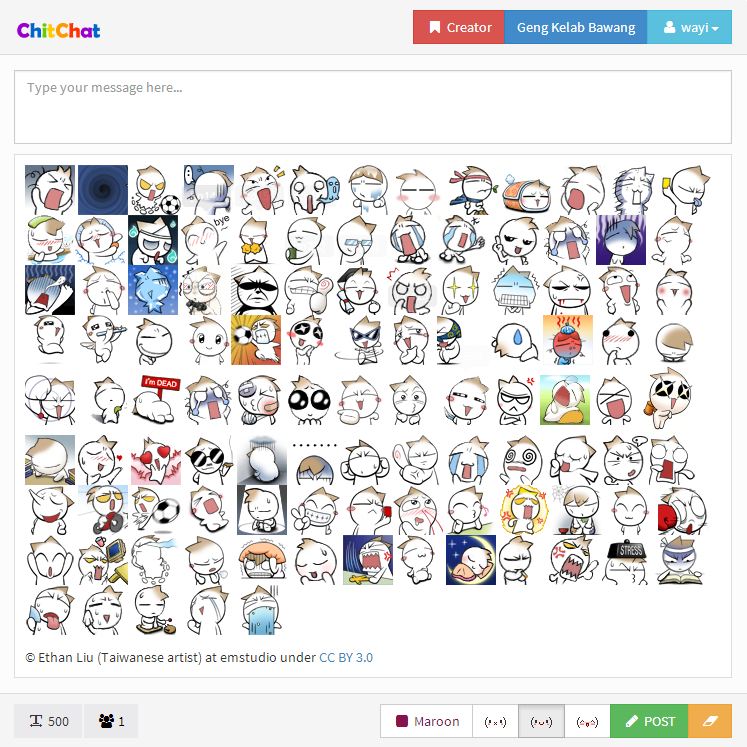 ChitChat
Creator
Geng Kelab Bawang
wayi
Type your message here...
bye
I'm DEAD
STRESS
© Ethan Liu (Taiwanese artist) at emstudio under CC BY 3.0
500
1
Maroon
POST